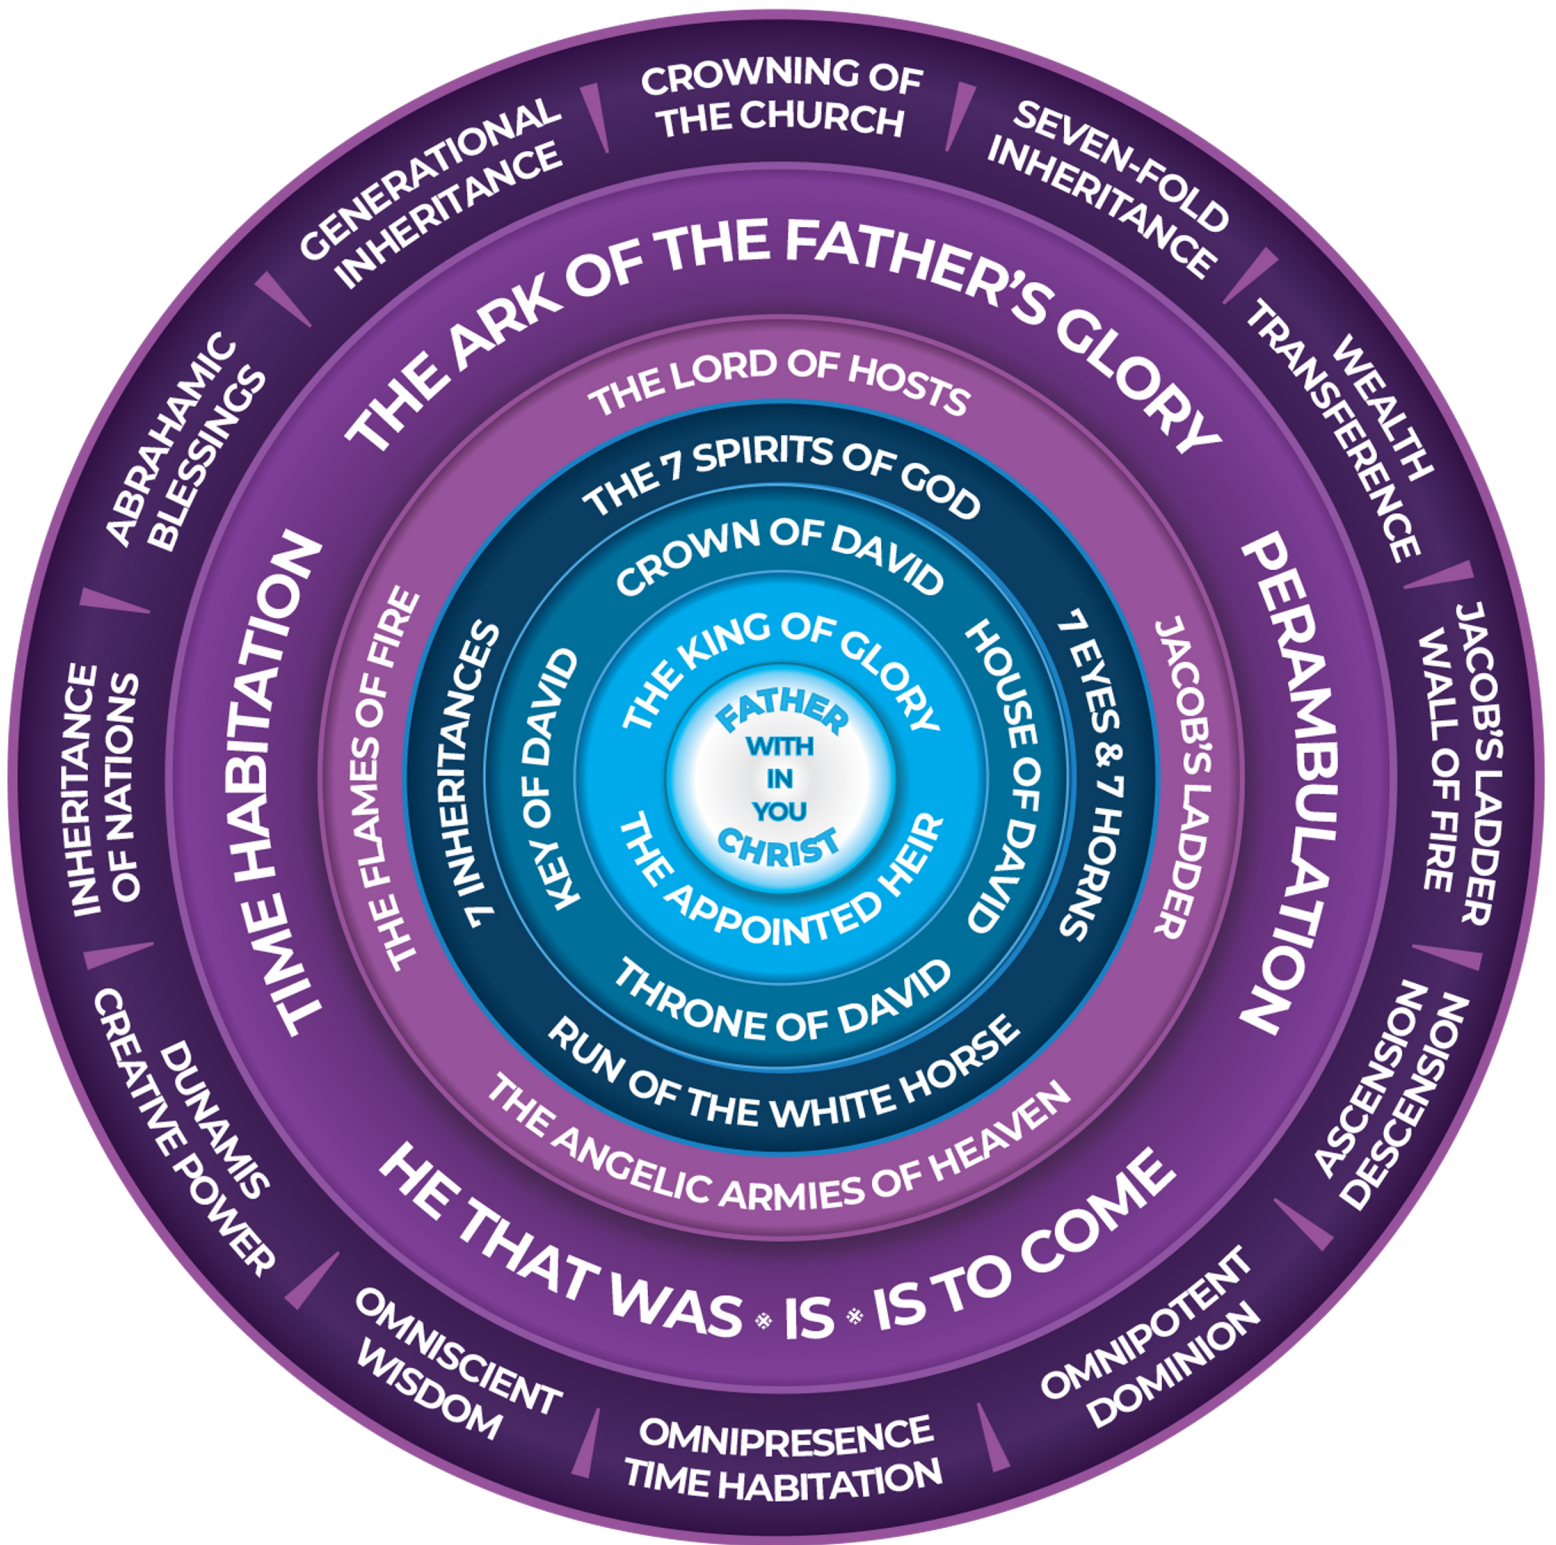 CROWNING OF
THE CHURCH
SEVEN-FOLD
INHERITANCE
WEALTH
TRANSFERENCE
JACOB'S LADDER
WALL OF FIRE
ASCENSION
DESCENSION
OMNIPOTENT
DOMINION
OMNIPRESENCE
TIME HABITATION
OMNISCIENT
WISDOM
DUNAMIS
CREATIVE POWER
INHERITANCE
OF NATIONS
ABRAHAMIC
BLESSINGS
GENERATIONAL
INHERITANCE
THE ARK OF THE FATHER'S GLORY
PERAMBULATION
HE THAT WAS * IS * IS TO COME
TIME HABITATION
THE LORD OF HOSTS
JACOB'S LADDER
THE ANGELIC ARMIES OF HEAVEN
THE FLAMES OF FIRE
THE 7 SPIRITS OF GOD
7 EYES & 7 HORNS
RUN OF THE WHITE HORSE
7 INHERITANCES
CROWN OF DAVID
HOUSE OF DAVID
THRONE OF DAVID
KEY OF DAVID
THE KING OF GLORY
THE APPOINTED HEIR
FATHER
WITH
IN
YOU
CHRIST